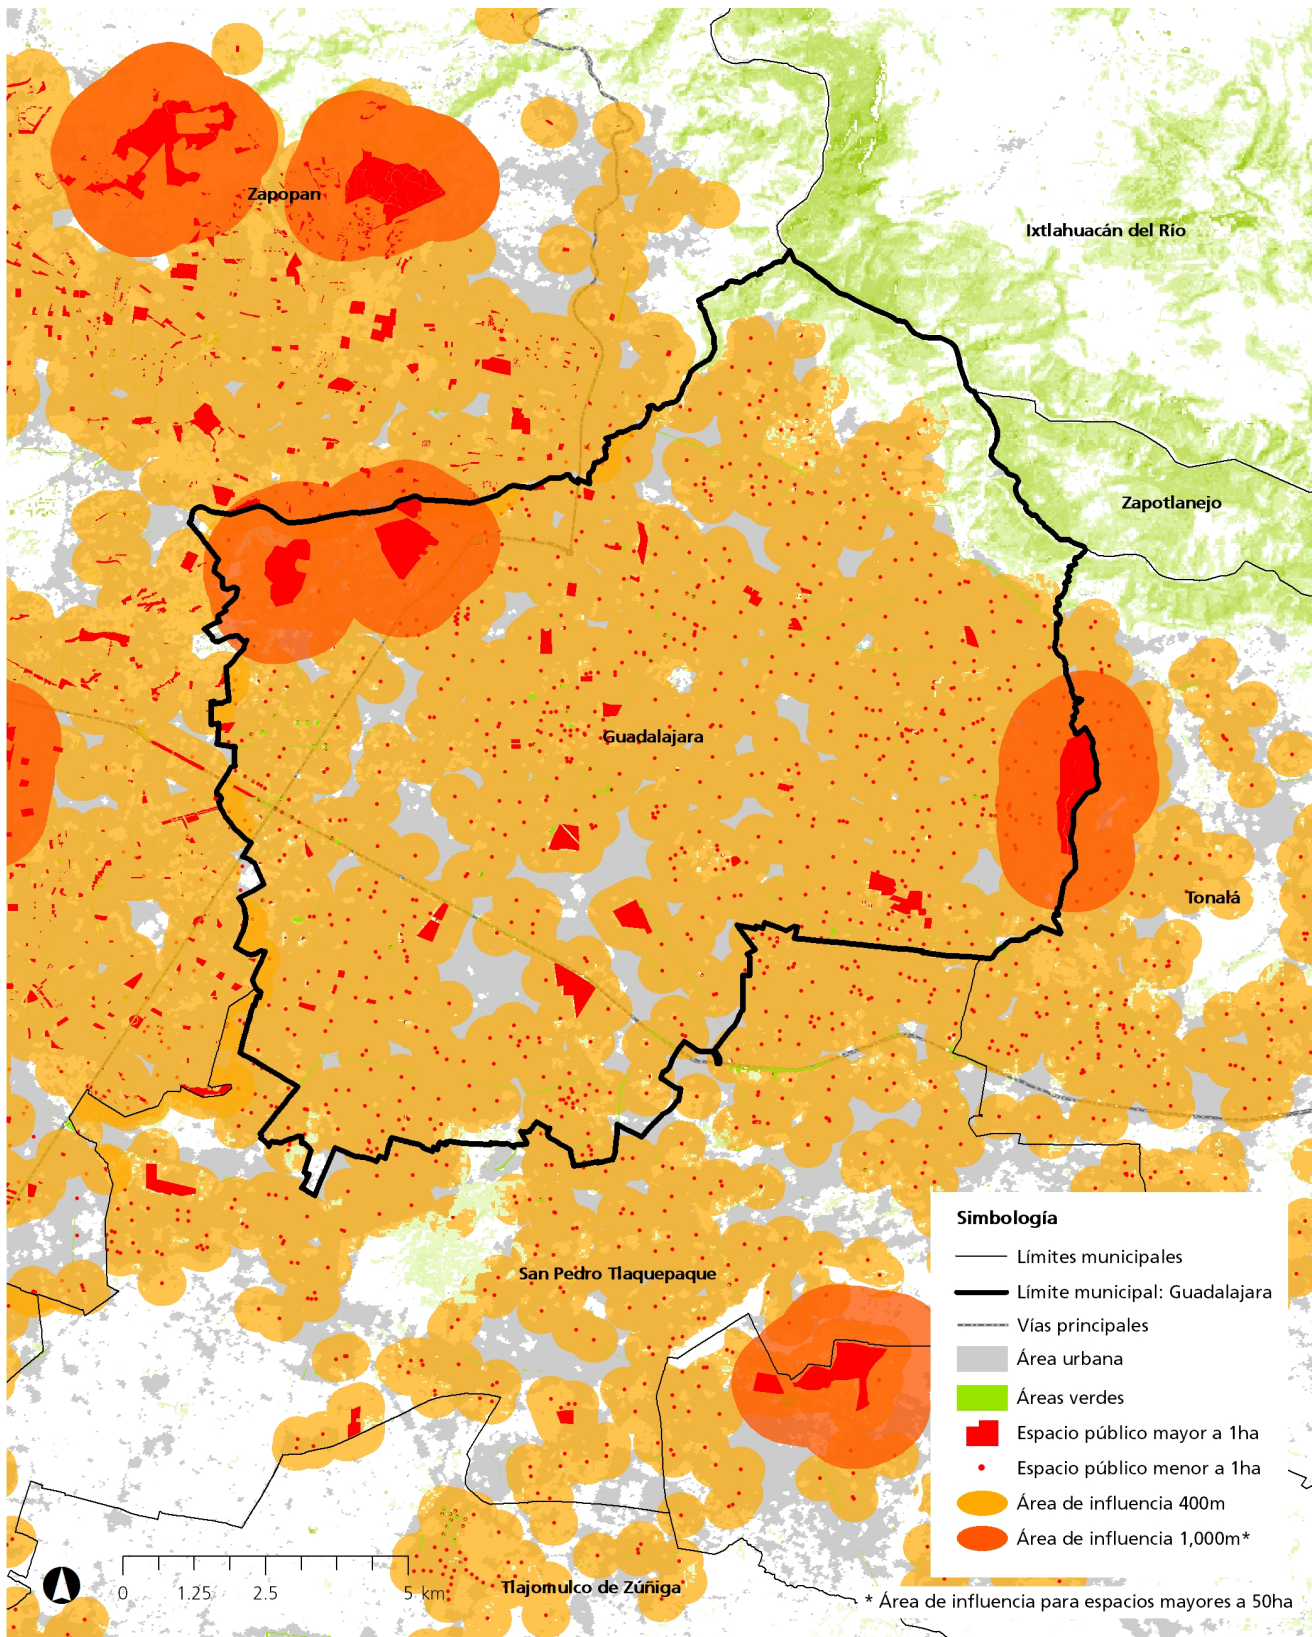 Zapopan
Ixtlahuacán del Río
Zapotlanejo
Guadalajara
Tonalá
San Pedro Tlaquepaque
Tlajomulco de Zúñiga
Simbología
Límites municipales
Límite municipal: Guadalajara
Vías principales
Área urbana
Áreas verdes
Espacio público mayor a 1ha
Espacio público menor a 1ha
Área de influencia 400m
Área de influencia 1,000m*
0 1.25 2.5 5 km
* Área de influencia para espacios mayores a 50ha